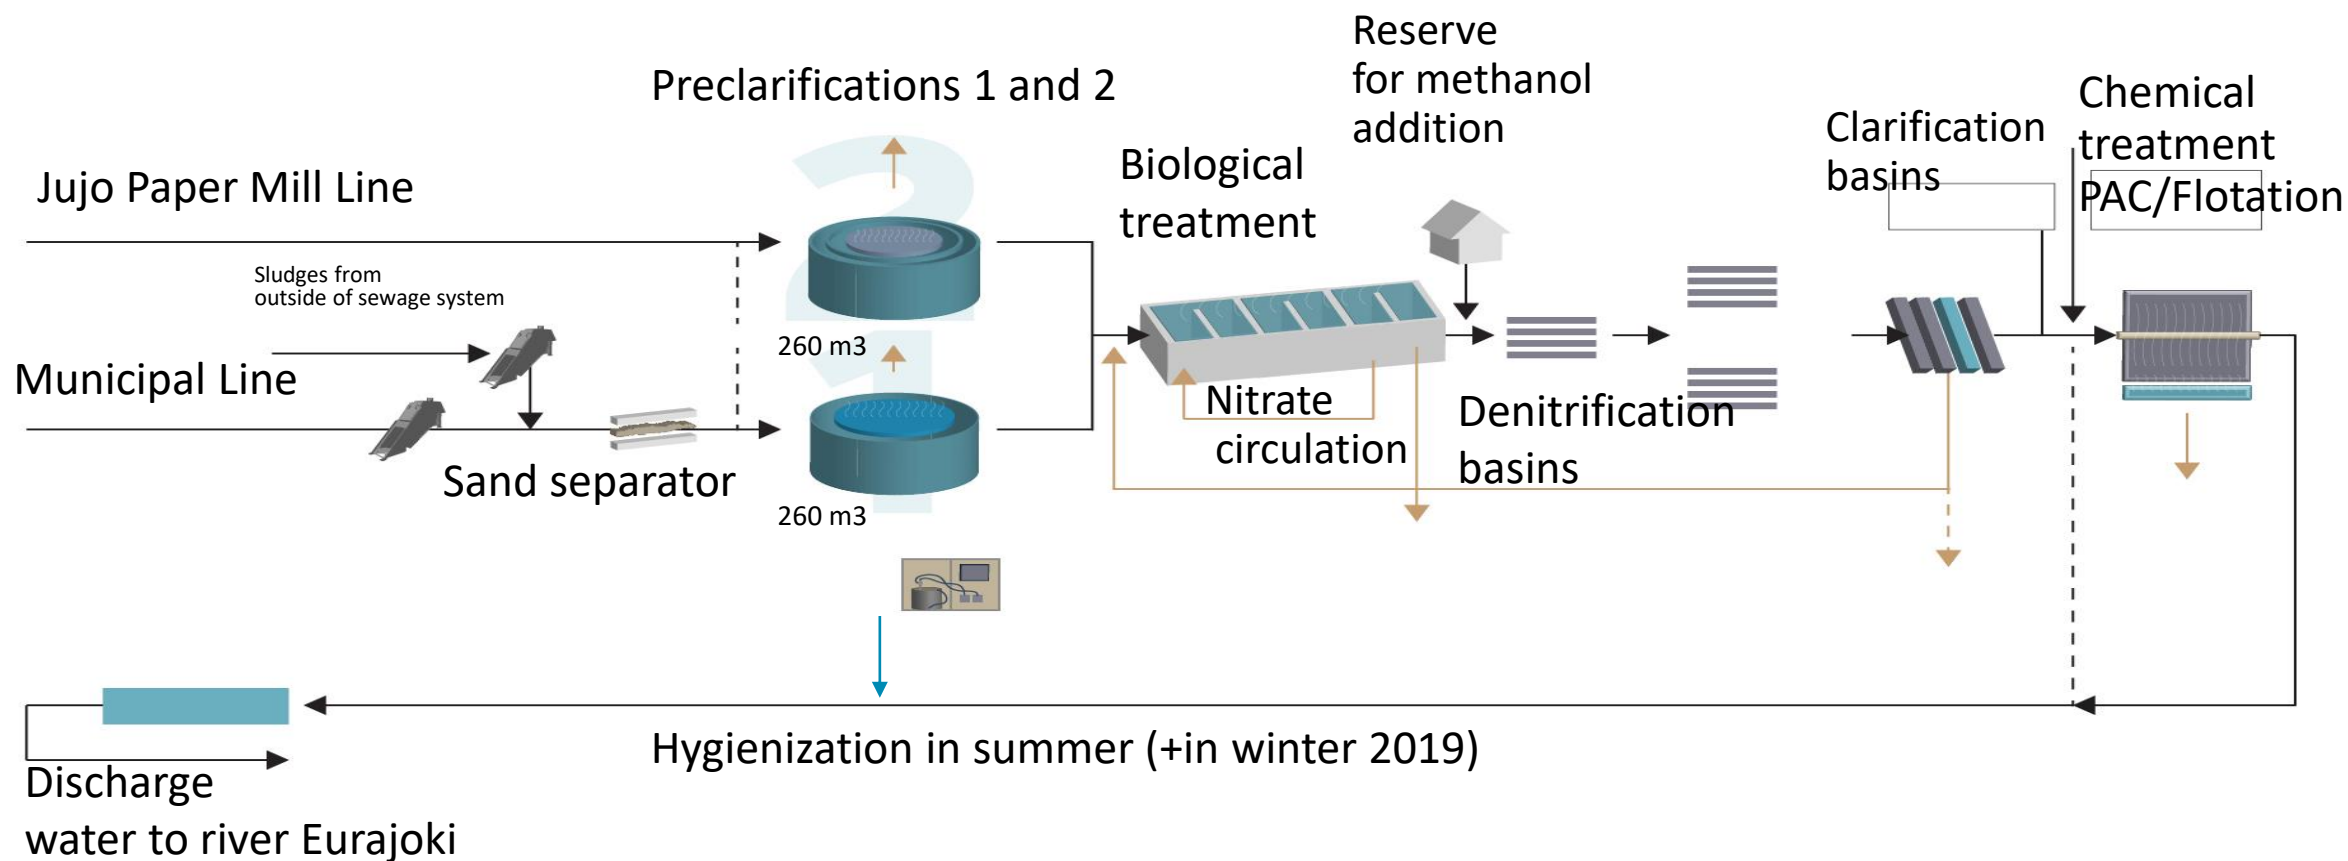 Reserve
for methanol
addition
Preclarifications 1 and 2
Chemical
treatment
PAC/Flotation
Clarification
basins
Biological
treatment
Jujo Paper Mill Line
2
Sludges from
outside of sewage system
260 m3
1
Municipal Line
Nitrate
circulation
Denitrification
basins
Sand separator
260 m3
Hygienization in summer (+in winter 2019)
Discharge
water to river Eurajoki